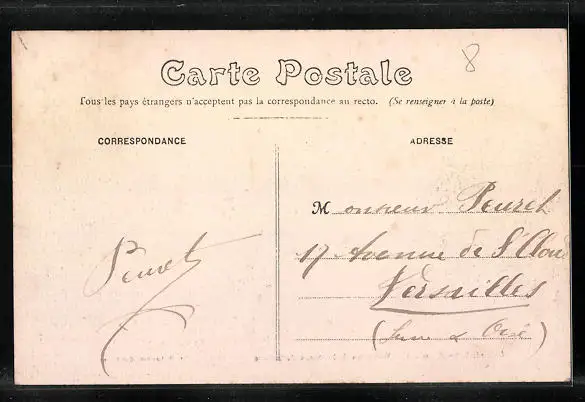 8
Carte Postale
Tous les pays étrangers n'acceptent pas la correspondance au recto. (Se renseigner à la poste)
CORRESPONDANCE
ADRESSE
Monsieur Peuret
17 Avenue de St Cloud
Versailles
(Seine & Oise)
Peuret